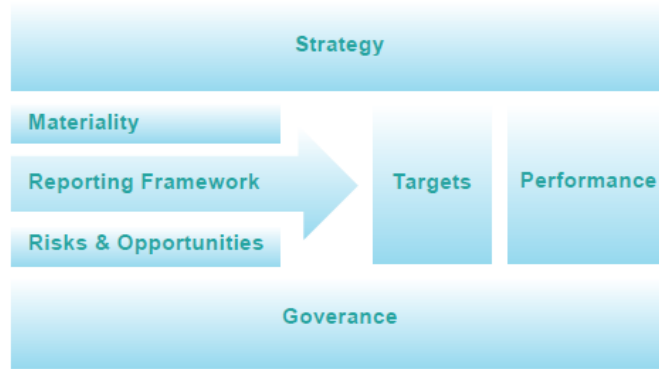 Strategy
Materiality
Reporting Framework
Risks & Opportunities
Targets
Performance
Goverance